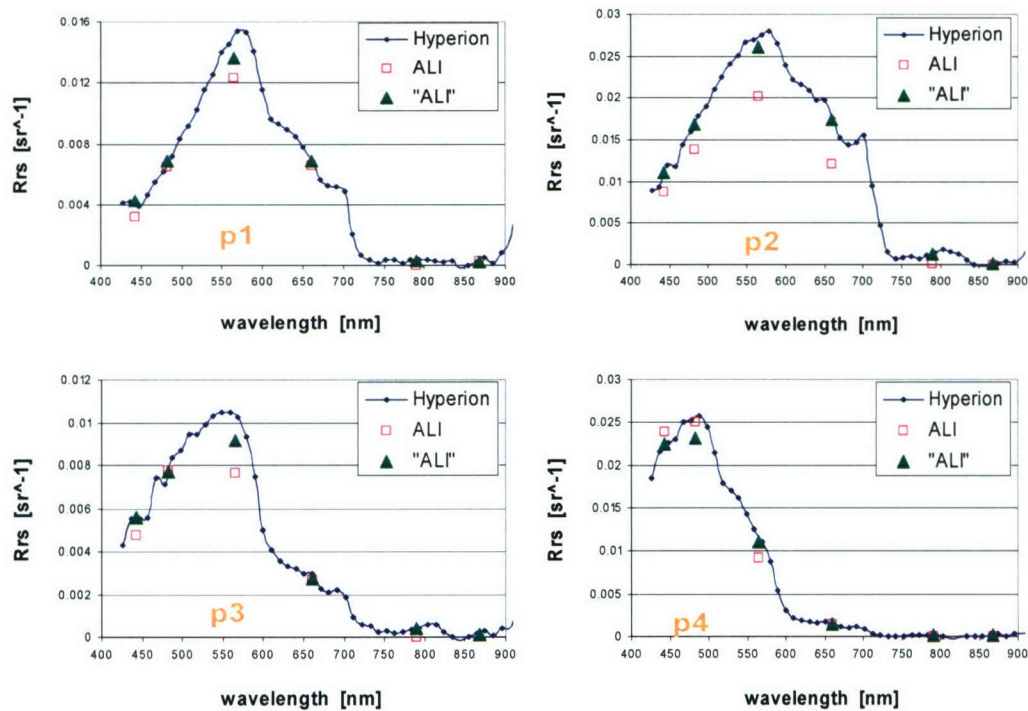 0.016
0.012
0.008
0.004
0
Rrs [sr^-1]
Hyperion
ALI
"ALI"
p1
400 450 500 550 600 650 700 750 800 850 900
wavelength [nm]
0.03
0.025
0.02
0.015
0.01
0.005
0
Rrs [sr^-1]
Hyperion
ALI
"ALI"
p2
400 450 500 550 600 650 700 750 800 850 900
wavelength [nm]
0.012
0.01
0.008
0.006
0.004
0.002
0
Rrs [sr^-1]
Hyperion
ALI
"ALI"
p3
400 450 500 550 600 650 700 750 800 850 900
wavelength [nm]
0.03
0.025
0.02
0.015
0.01
0.005
0
Rrs [sr^-1]
Hyperion
ALI
"ALI"
p4
400 450 500 550 600 650 700 750 800 850 900
wavelength [nm]